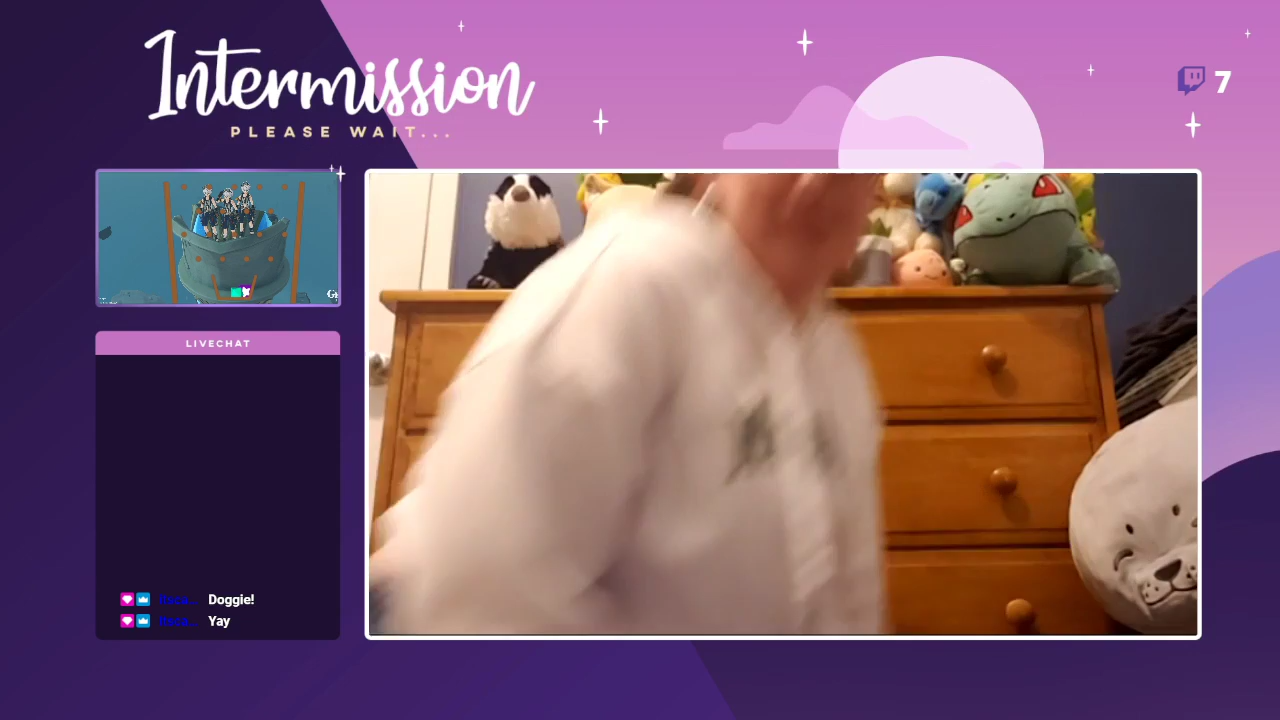 Intermission
PLEASE WAIT...
7
LIVECHAT
Doggie!
Yay